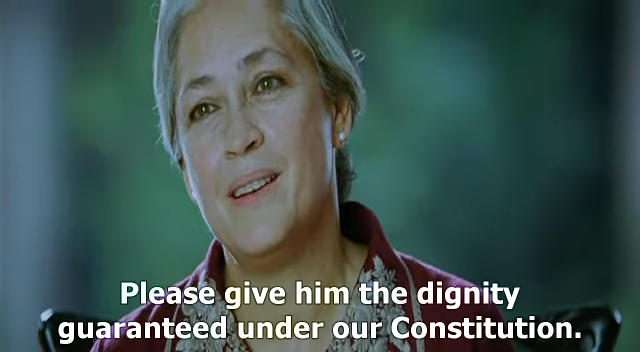 Please give him the dignity
guaranteed under our Constitution.